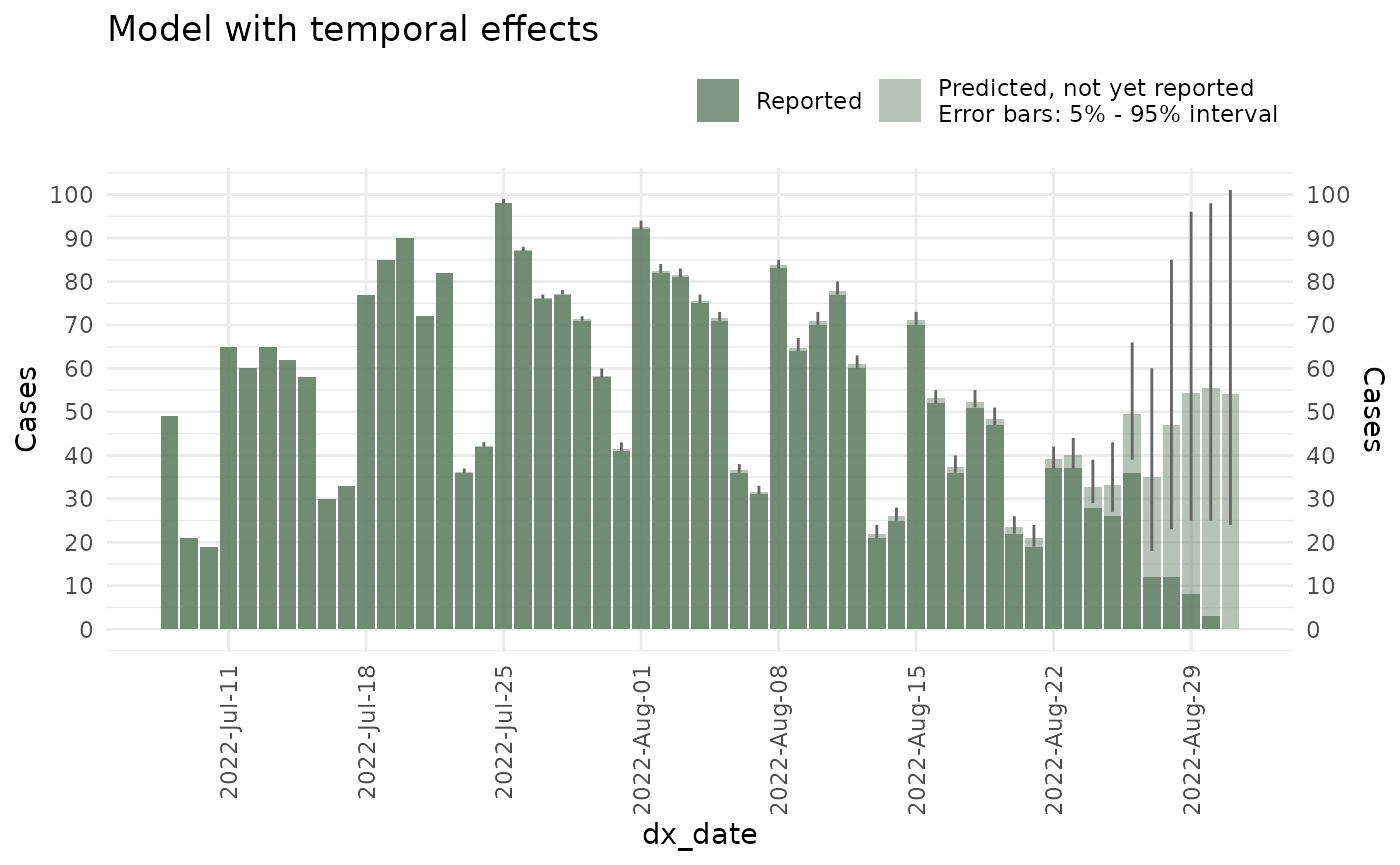 Model with temporal effects
Reported
Predicted, not yet reported
Error bars: 5% - 95% interval
Cases
100
90
80
70
60
50
40
30
20
10
0
100
90
80
70
60
50
40
30
20
10
0
Cases
2022-Jul-11
2022-Jul-18
2022-Jul-25
2022-Aug-01
2022-Aug-08
2022-Aug-15
2022-Aug-22
2022-Aug-29
dx_date